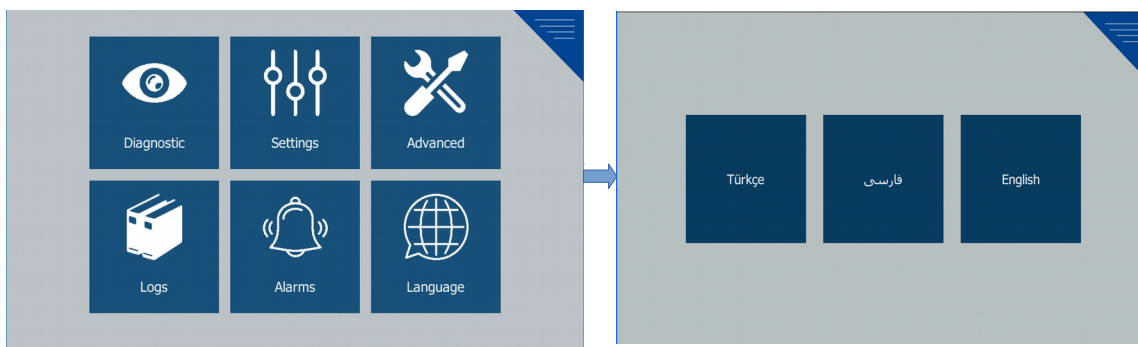 Diagnostic
Settings
Advanced
Logs
Alarms
Language
Türkçe
فارسی
English